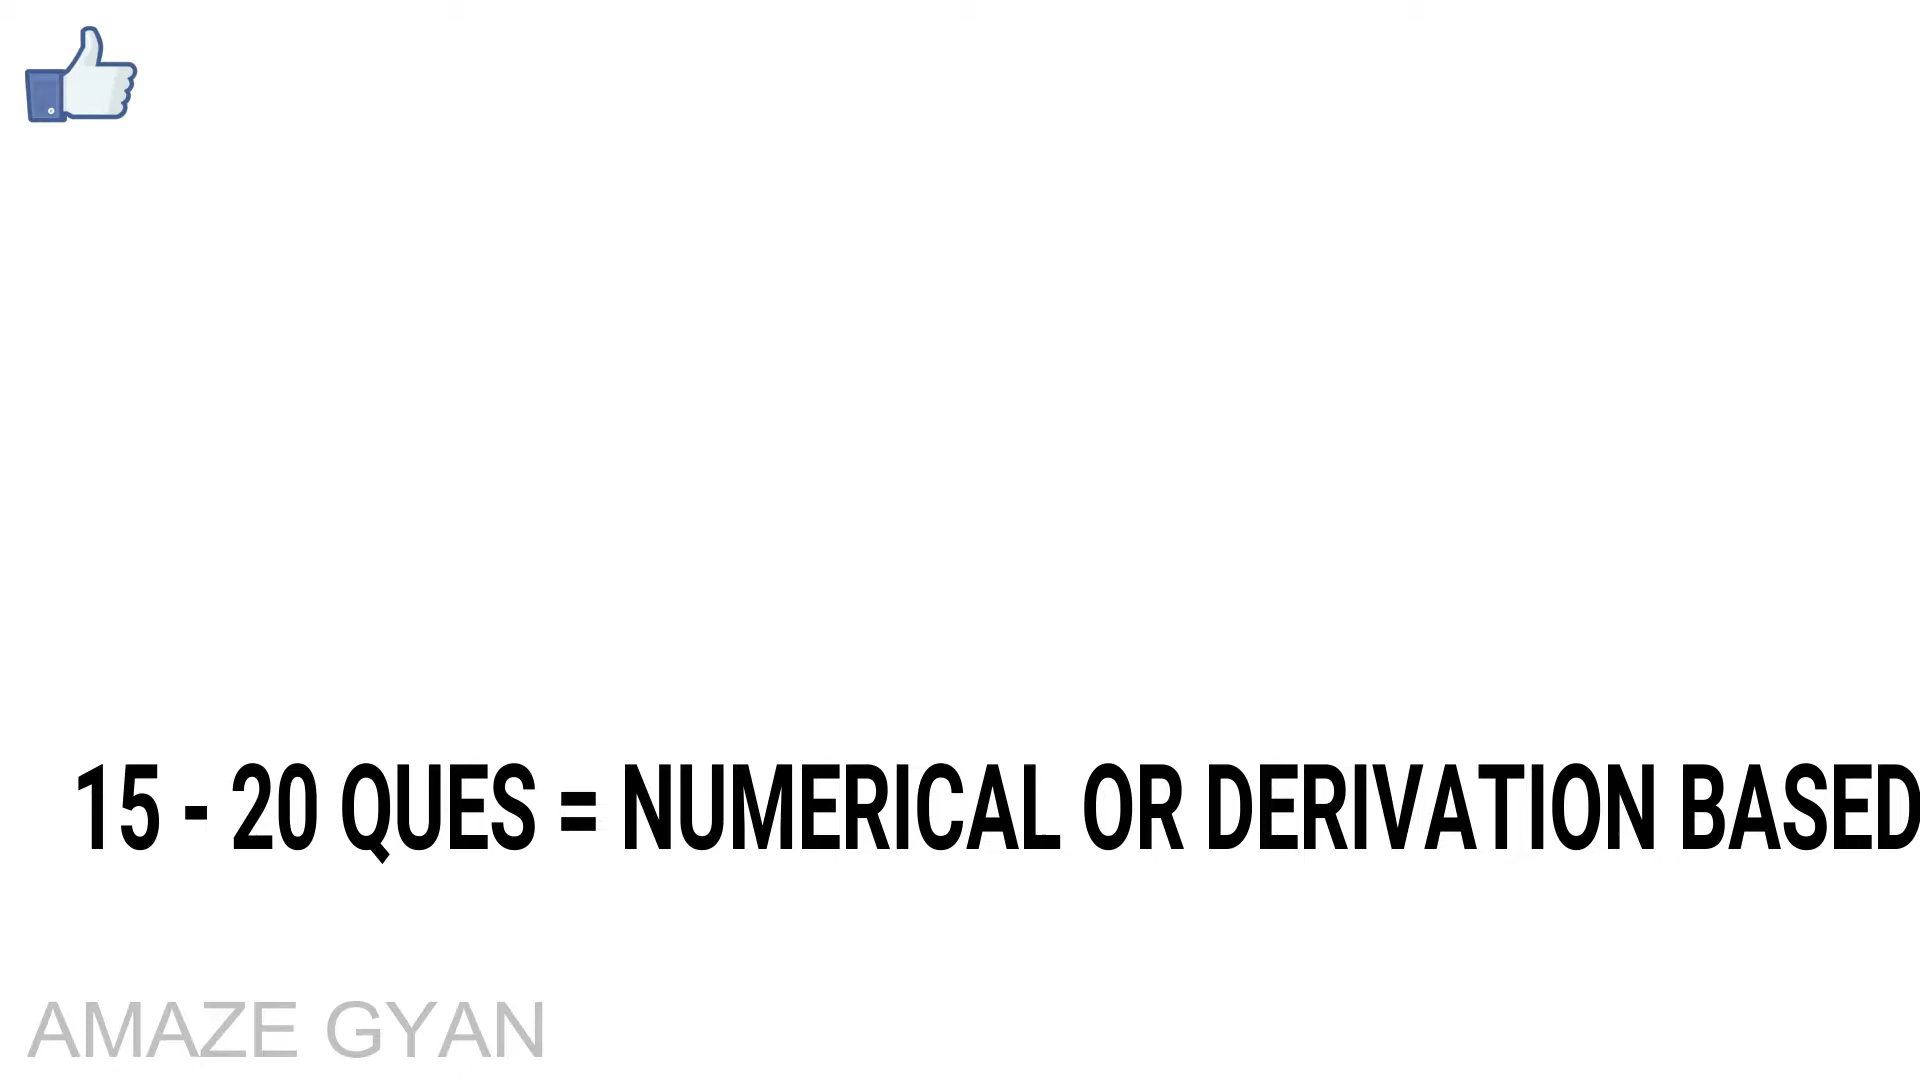 15 - 20 QUES = NUMERICAL OR DERIVATION BASED
AMAZE GYAN